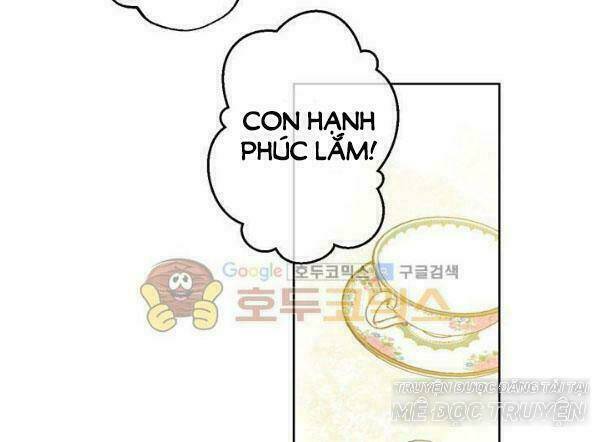 CON HẠNH
PHÚC LẮM!
Google 호두코믹스 구글검색
호두코믹스
TRUYỆN ĐƯỢC ĐĂNG TẢI TẠI
MÊ ĐỌC TRUYỆN